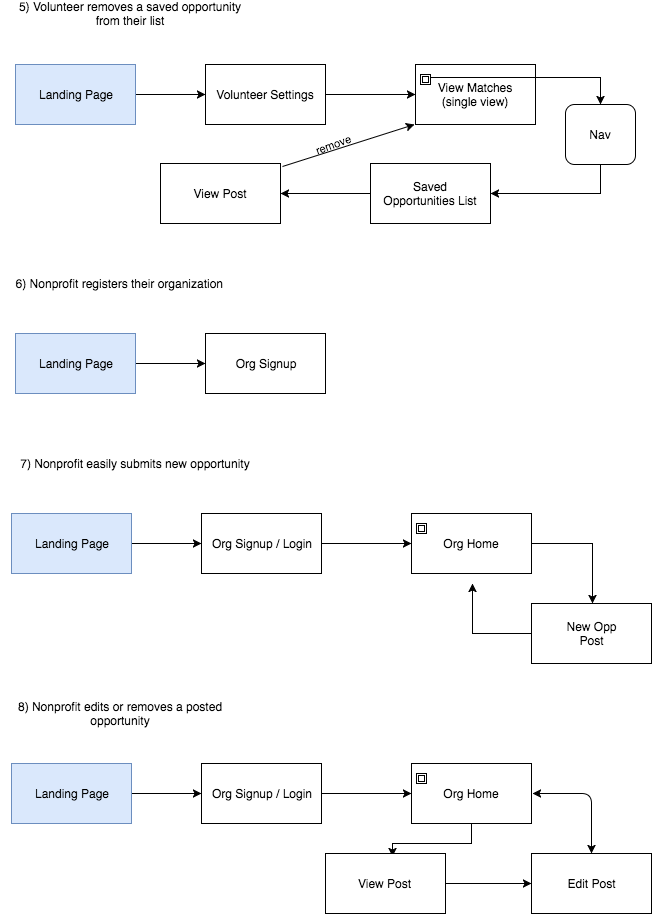 5) Volunteer removes a saved opportunity
from their list
Landing Page
Volunteer Settings
View Matches
(single view)
Nav
remove
View Post
Saved
Opportunities List
6) Nonprofit registers their organization
Landing Page
Org Signup
7) Nonprofit easily submits new opportunity
Landing Page
Org Signup / Login
Org Home
New Opp
Post
8) Nonprofit edits or removes a posted
opportunity
Landing Page
Org Signup / Login
Org Home
View Post
Edit Post